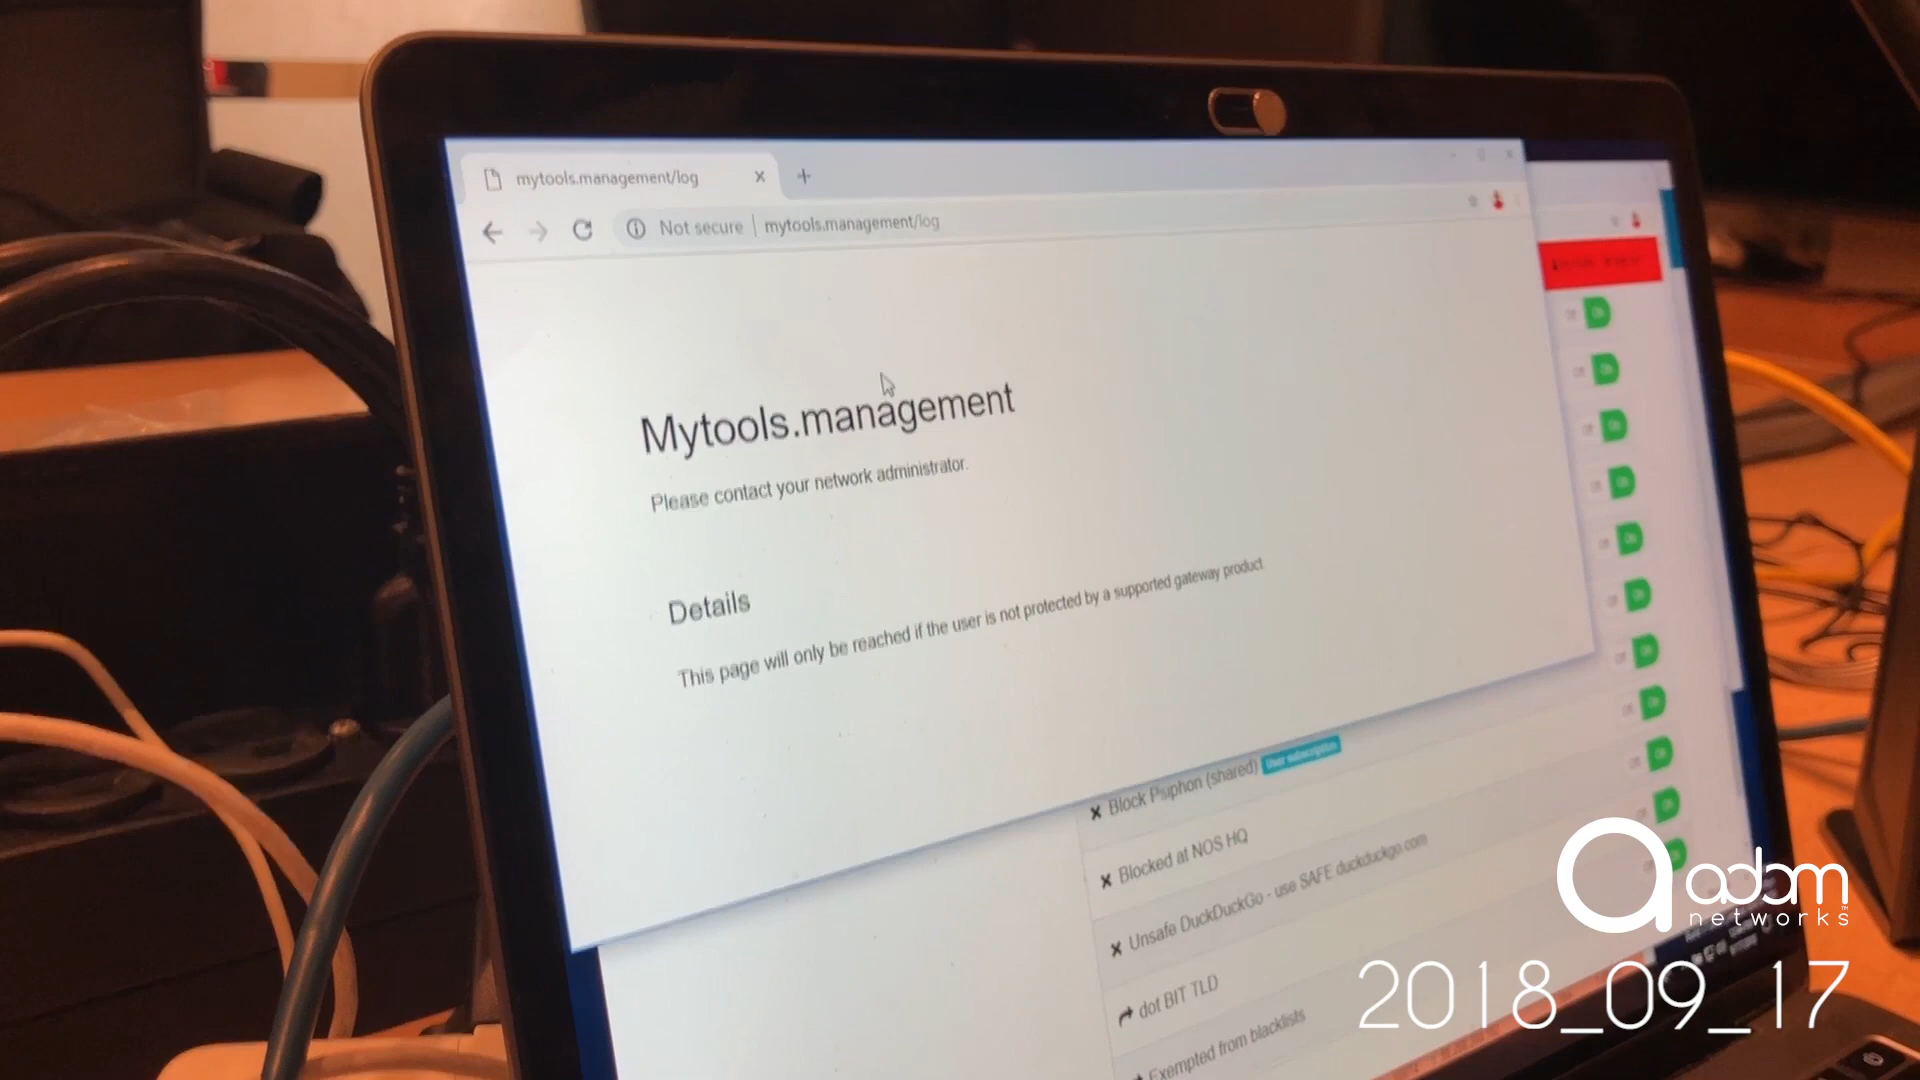 mytools.management/log
Not secure | mytools.management/log
Mytools.management
Please contact your network administrator.
Details
This page will only be reached if the user is not protected by a supported gateway product
Block Psiphon (shared) User subscription
Blocked at NOS HQ
Unsafe DuckDuckGo - use SAFE duckduckgo.com
dot BIT TLD
Exempted from blacklists
adam
networks
2018_09_17